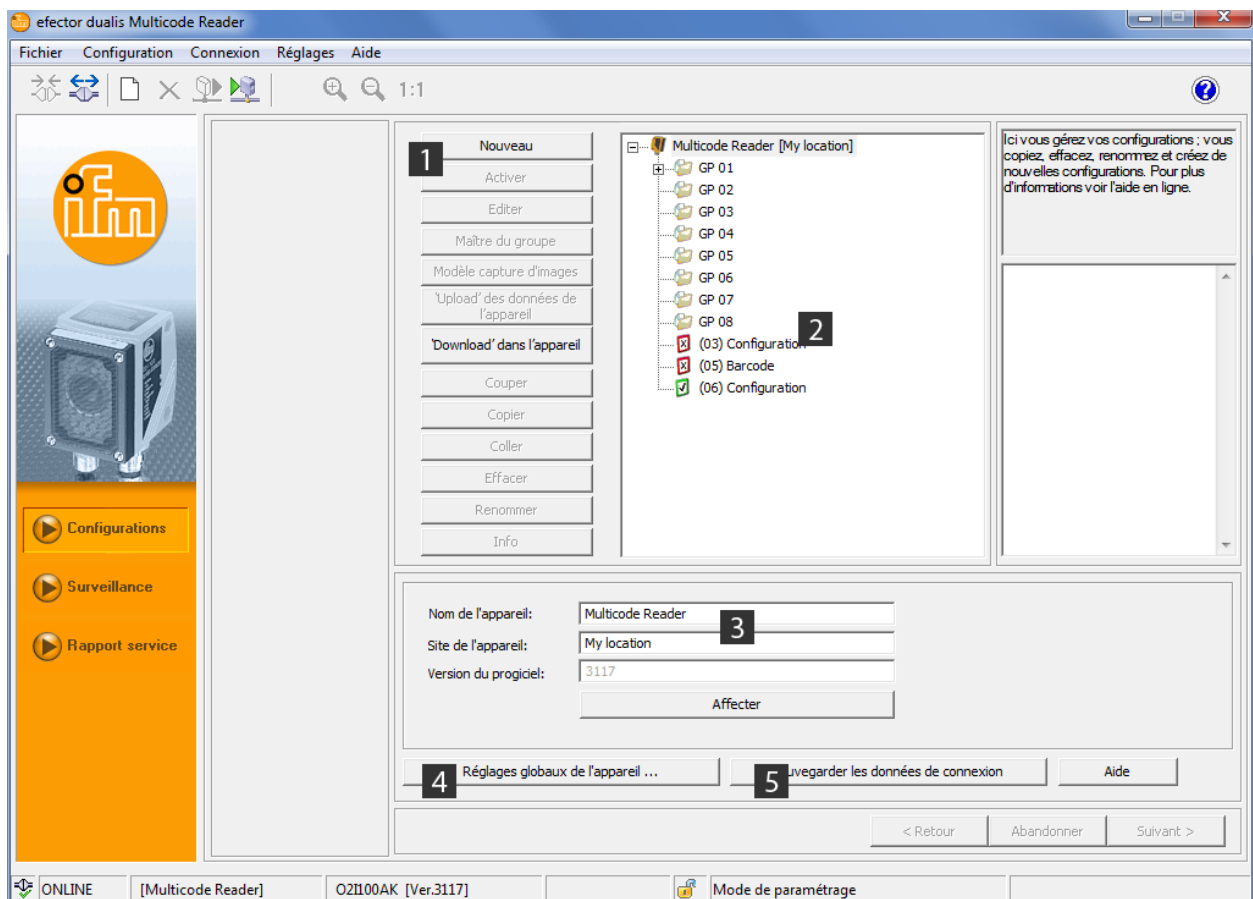 efector dualis Multicode Reader
Fichier Configuration Connexion Réglages Aide
1:1
ifm
Configurations
Surveillance
Rapport service
1
Nouveau
Activer
Editer
Maître du groupe
Modèle capture d'images
'Upload' des données de
l'appareil
'Download' dans l'appareil
Couper
Copier
Coller
Effacer
Renommer
Info
Multicode Reader [My location]
GP 01
GP 02
GP 03
GP 04
GP 05
GP 06
GP 07
GP 08
2
(03) Configuration
(05) Barcode
(06) Configuration
Ici vous gérez vos configurations ; vous
copiez, effacez, renommez et créez de
nouvelles configurations. Pour plus
d'informations voir l'aide en ligne.
Nom de l'appareil: Multicode Reader
3
Site de l'appareil: My location
Version du progiciel: 3117
Affecter
4 Réglages globaux de l'appareil ... 5 uvegarder les données de connexion Aide
< Retour Abandonner Suivant >
ONLINE [Multicode Reader] O2I100AK [Ver.3117] Mode de paramétrage